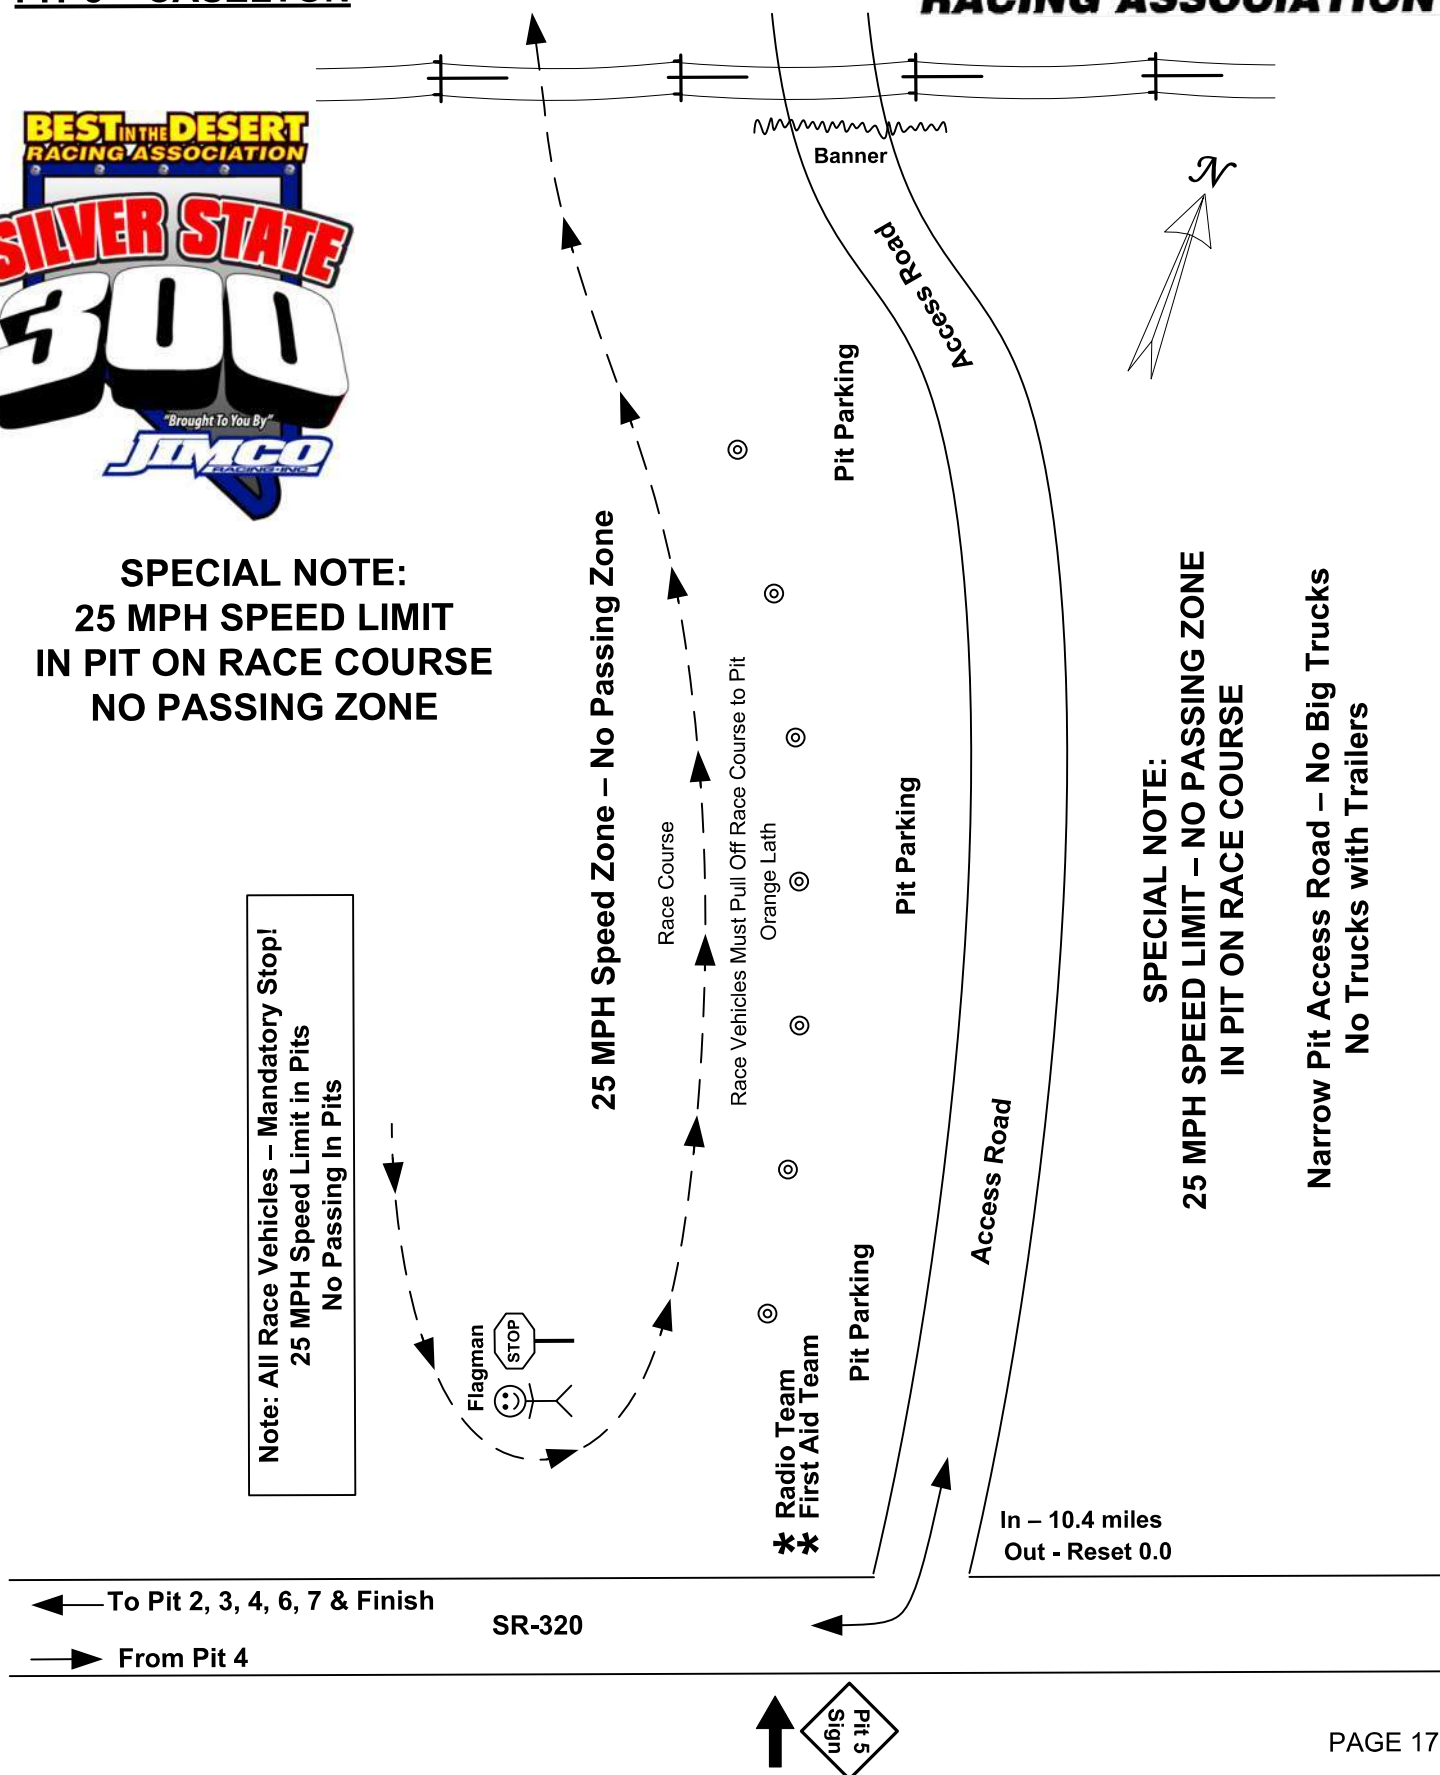 RACING ASSOCIATION
Banner
BEST IN THE DESERT
RACING ASSOCIATION
SILVER STATE
300
"Brought To You By"
JIMCO
RACING-INC
N
Access Road
Pit Parking
SPECIAL NOTE:
25 MPH SPEED LIMIT
IN PIT ON RACE COURSE
NO PASSING ZONE
25 MPH Speed Zone – No Passing Zone
Race Course
Race Vehicles Must Pull Off Race Course to Pit
Orange Lath
Pit Parking
SPECIAL NOTE:
25 MPH SPEED LIMIT – NO PASSING ZONE
IN PIT ON RACE COURSE
Narrow Pit Access Road – No Big Trucks
No Trucks with Trailers
Note: All Race Vehicles – Mandatory Stop!
25 MPH Speed Limit in Pits
No Passing In Pits
Access Road
Flagman
STOP
Pit Parking
* Radio Team
* First Aid Team
In – 10.4 miles
Out - Reset 0.0
To Pit 2, 3, 4, 6, 7 & Finish
SR-320
From Pit 4
Pit 5
Sign
PAGE 17